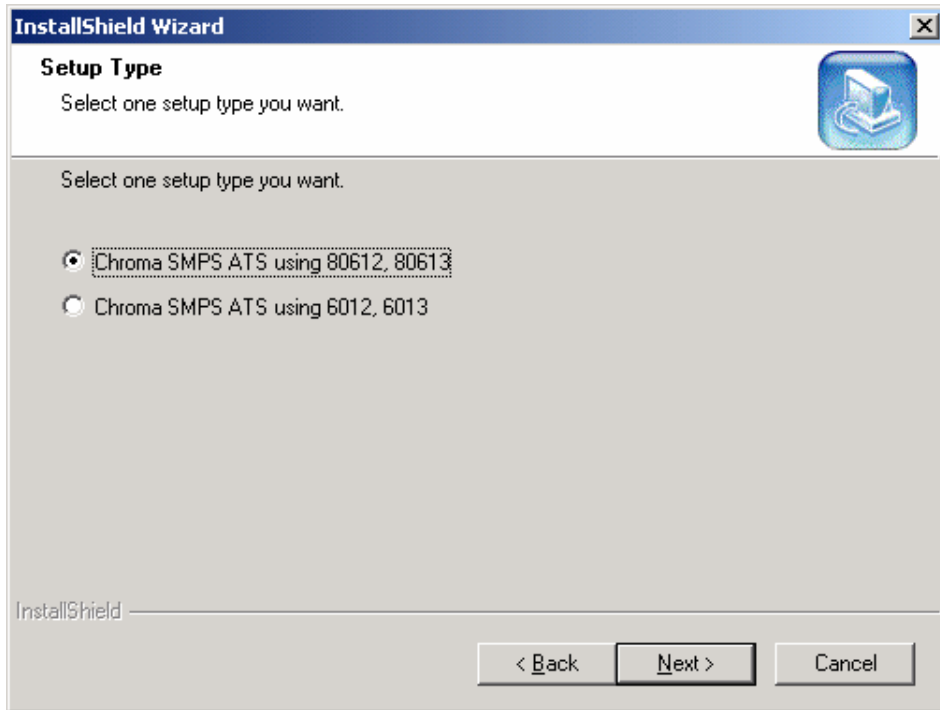 InstallShield Wizard
Setup Type
Select one setup type you want.
Select one setup type you want.
Chroma SMPS ATS using 80612, 80613
Chroma SMPS ATS using 6012, 6013
InstallShield
< Back
Next >
Cancel